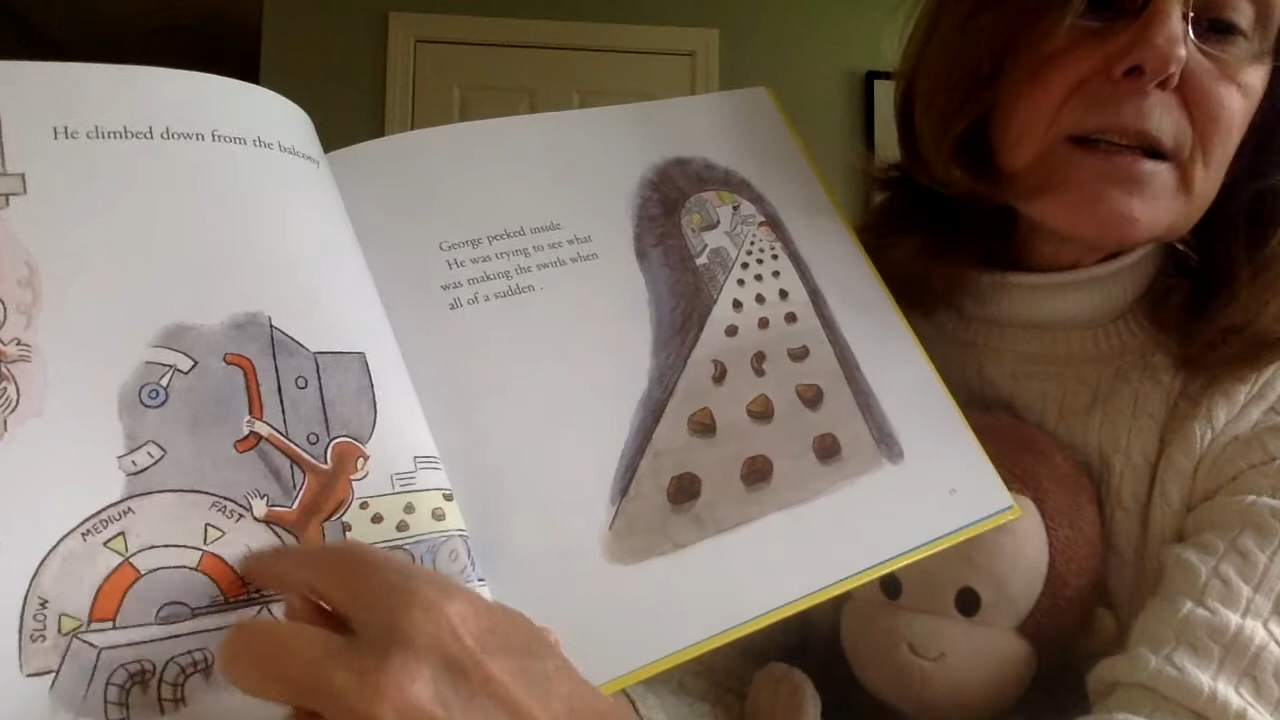 He climbed down from the balcony
MEDIUM
FAST
SLOW
George peeked inside.
He was trying to see what
was making the swirls when
all of a sudden .